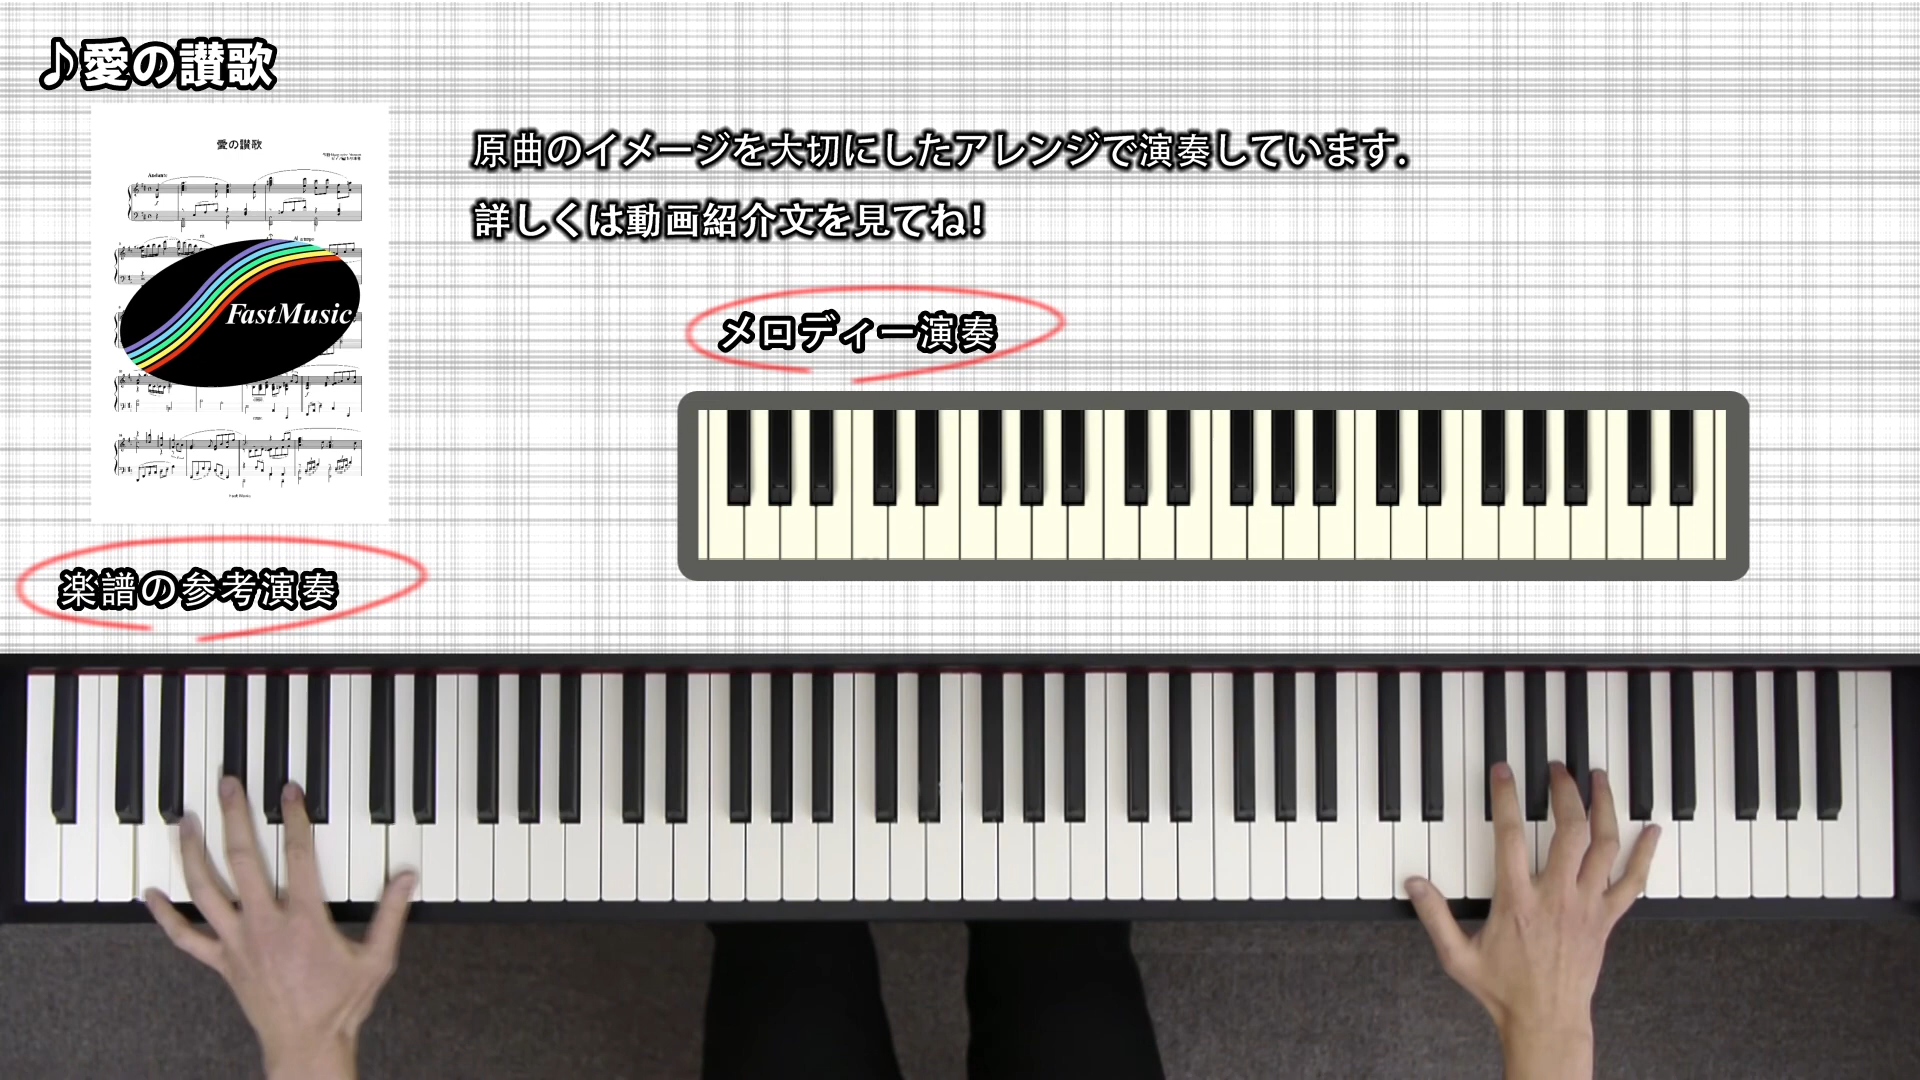 ♪愛の讃歌
愛の讃歌
Andante
原曲のイメージを大切にしたアレンジで演奏しています.
詳しくは動画紹介文を見てね!
rit.
A tempo
FastMusic
メロディー演奏
楽譜の参考演奏